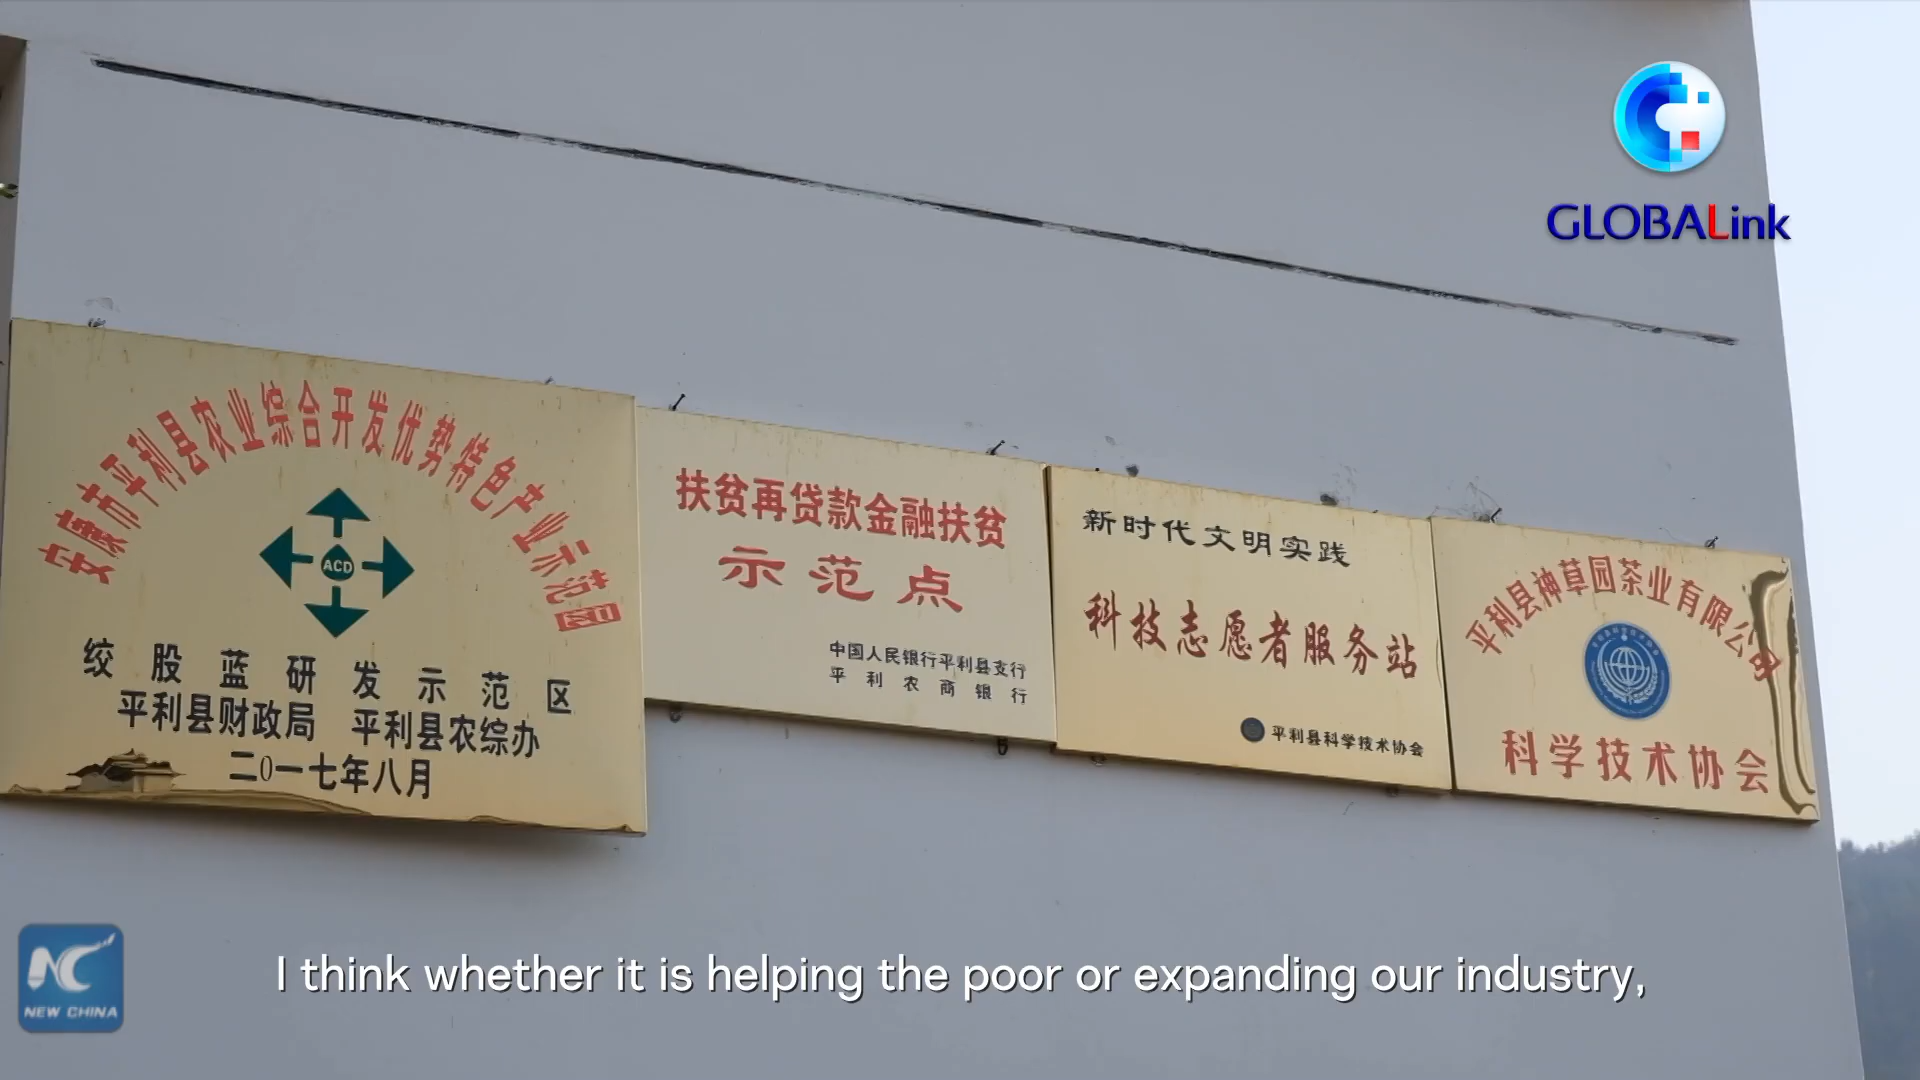 GLOBALink
安康市平利县农业综合开发优势特色产业示范园
ACD
绞股蓝研发示范区
平利县财政局 平利县农综办
二0一七年八月
扶贫再贷款金融扶贫
示范点
中国人民银行平利县支行
平利农商银行
新时代文明实践
科技志愿者服务站
平利县科学技术协会
平利县神草园茶业有限公司
科学技术协会
NEW CHINA
I think whether it is helping the poor or expanding our industry,